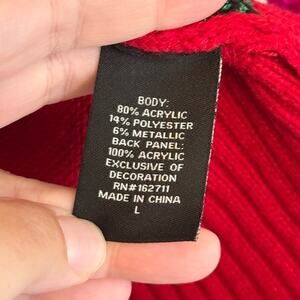 BODY:
80% ACRYLIC
14% POLYESTER
6% METALLIC
BACK PANEL:
100% ACRYLIC
EXCLUSIVE OF
DECORATION
RN#162711
MADE IN CHINA
L